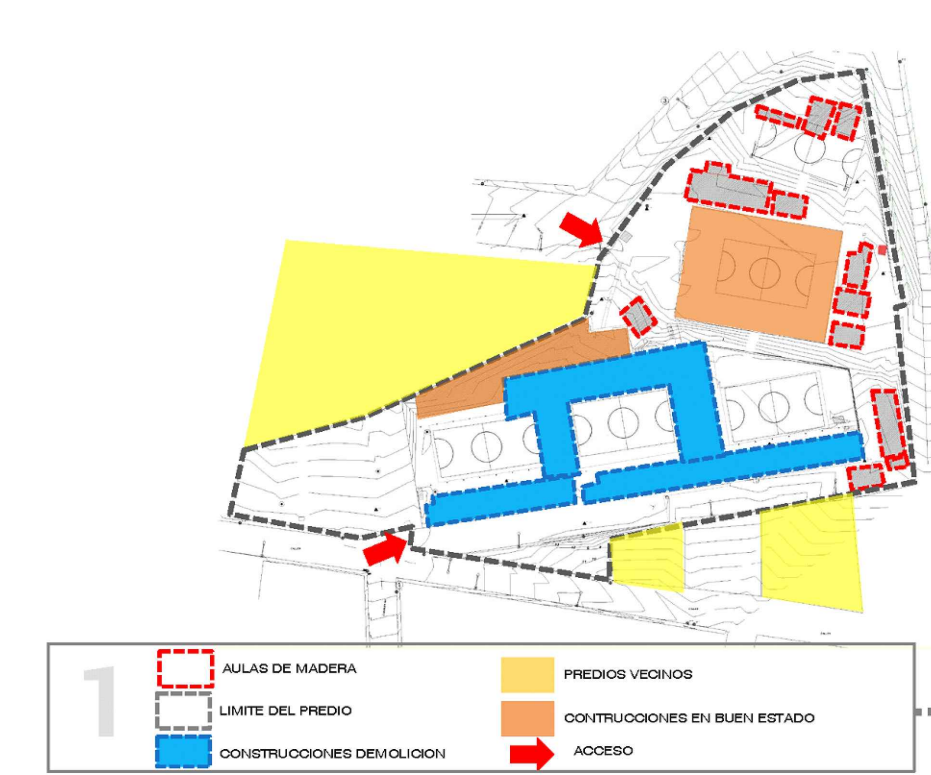 1
AULAS DE MADERA
LIMITE DEL PREDIO
CONSTRUCCIONES DEMOLICION
PREDIOS VECINOS
CONTRUCCIONES EN BUEN ESTADO
ACCESO